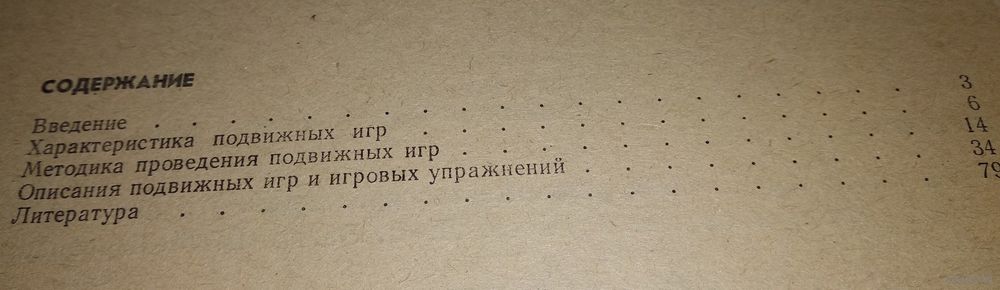 СОДЕРЖАНИЕ
Введение . . . . . . . . . . . . . . . . . 3
Характеристика подвижных игр . . . . . . . . . . 6
Методика проведения подвижных игр . . . . . . . . . 14
Описания подвижных игр и игровых упражнений . . . . . . 34
Литература . . . . . . . . . . . . . . . . . 79